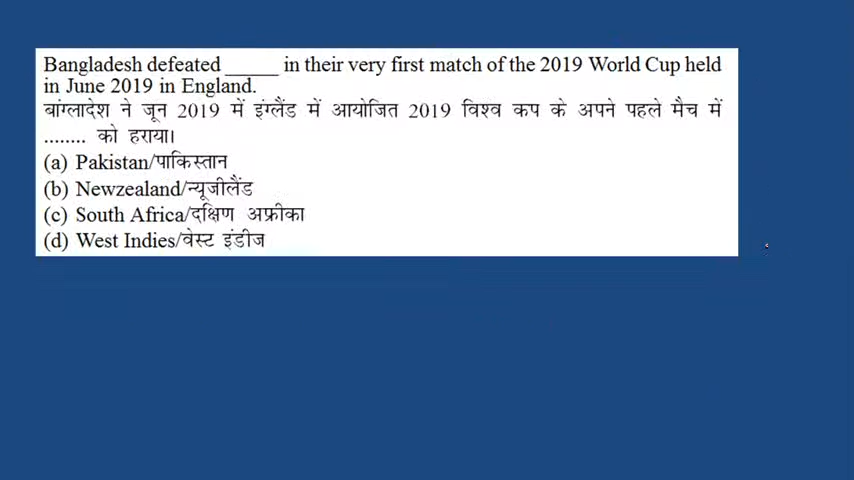 Bangladesh defeated _____ in their very first match of the 2019 World Cup held
in June 2019 in England.
बांग्लादेश ने जून 2019 में इंग्लैंड में आयोजित 2019 विश्व कप के अपने पहले मैच में
........ को हराया।
(a) Pakistan/पाकिस्तान
(b) Newzealand/न्यूजीलैंड
(c) South Africa/दक्षिण अफ्रीका
(d) West Indies/वेस्ट इंडीज